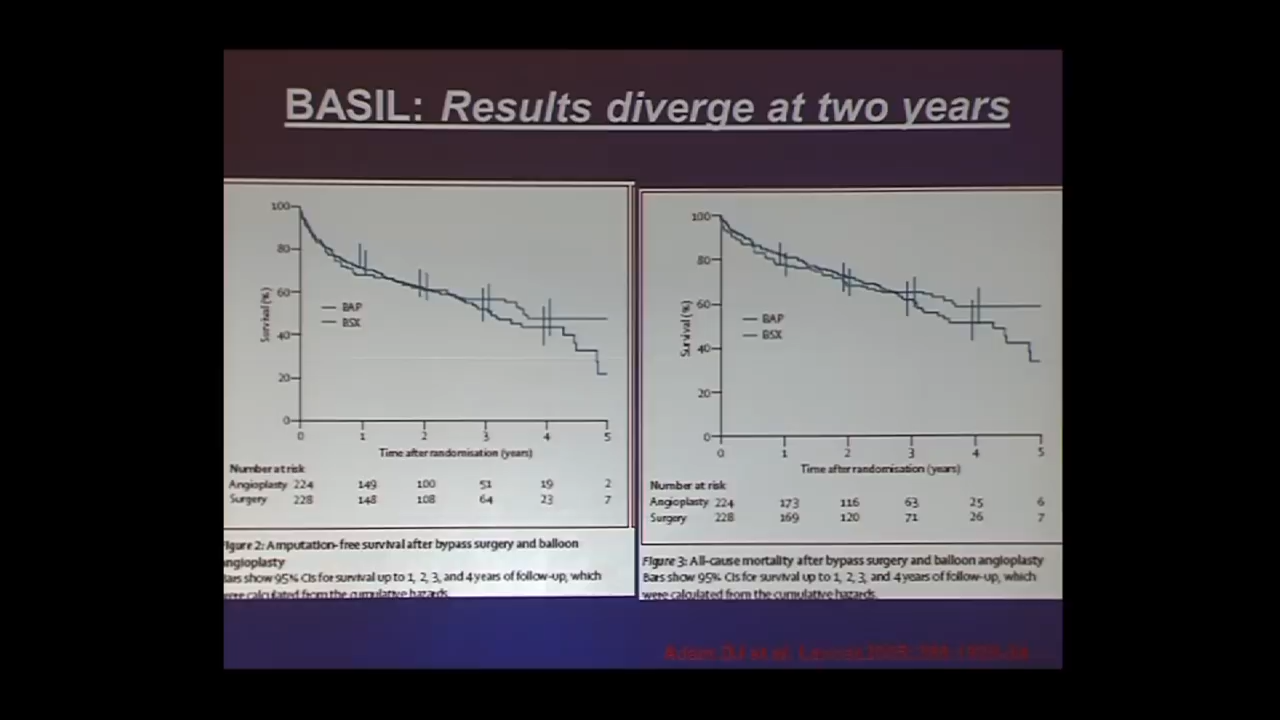 BASIL: Results diverge at two years
100
80
60
40
20
0
Survival (%)
BAP
BSX
0 1 2 3 4 5
Time after randomisation (years)
Number at risk
Angioplasty 224 149 100 51 19 2
Surgery 228 148 108 64 23 7
Figure 2: Amputation-free survival after bypass surgery and balloon
angioplasty
Bars show 95% CIs for survival up to 1, 2, 3, and 4 years of follow-up, which
were calculated from the cumulative hazards.
100
80
60
40
20
0
Survival (%)
BAP
BSX
0 1 2 3 4 5
Time after randomisation (years)
Number at risk
Angioplasty 224 173 116 63 25 6
Surgery 228 169 120 71 26 7
Figure 3: All-cause mortality after bypass surgery and balloon angioplasty
Bars show 95% CIs for survival up to 1, 2, 3, and 4 years of follow-up, which
were calculated from the cumulative hazards.
Adam DJ et al. Lancet 2005;